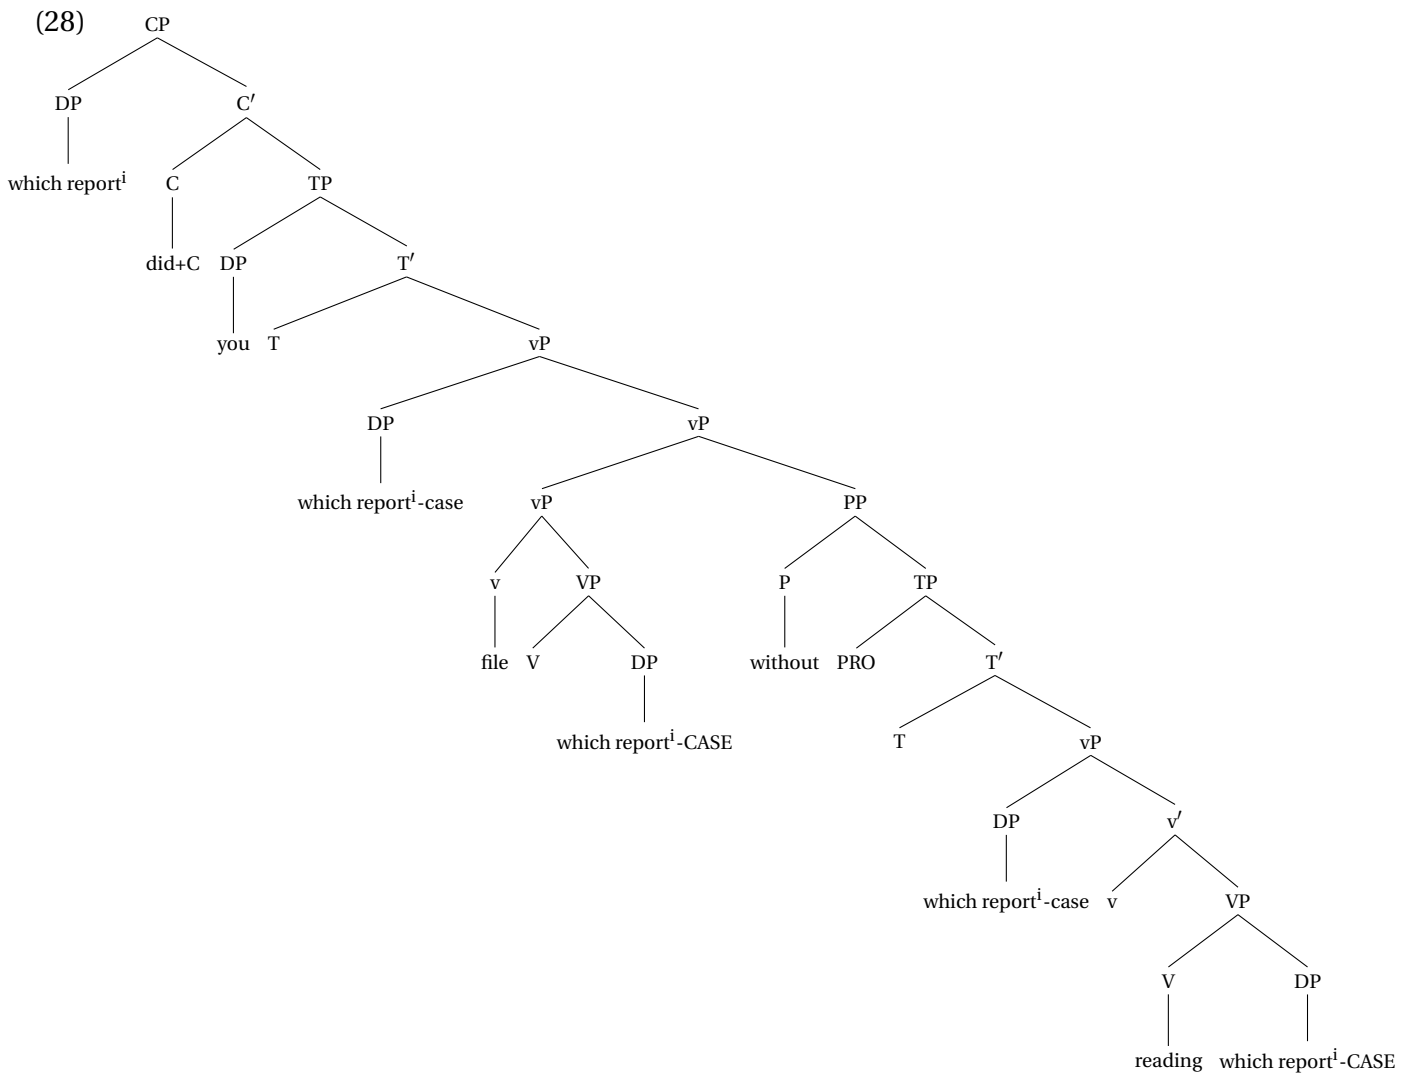 (28) CP
DP C′
which reportⁱ C TP
did+C DP T′
you T vP
DP vP
which reportⁱ-case vP PP
v VP P TP
file V DP without PRO T′
which reportⁱ-CASE T vP
DP v′
which reportⁱ-case v VP
V DP
reading which reportⁱ-CASE